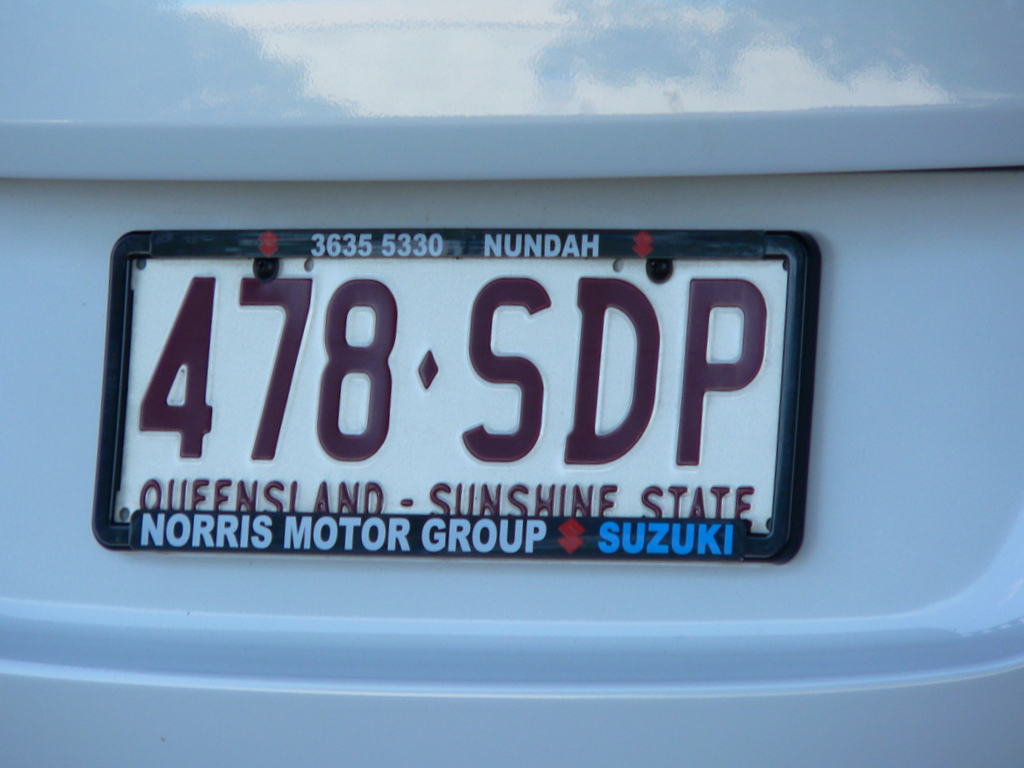 3635 5330 NUNDAH
478 SDP
QUEENSLAND - SUNSHINE STATE
NORRIS MOTOR GROUP SUZUKI